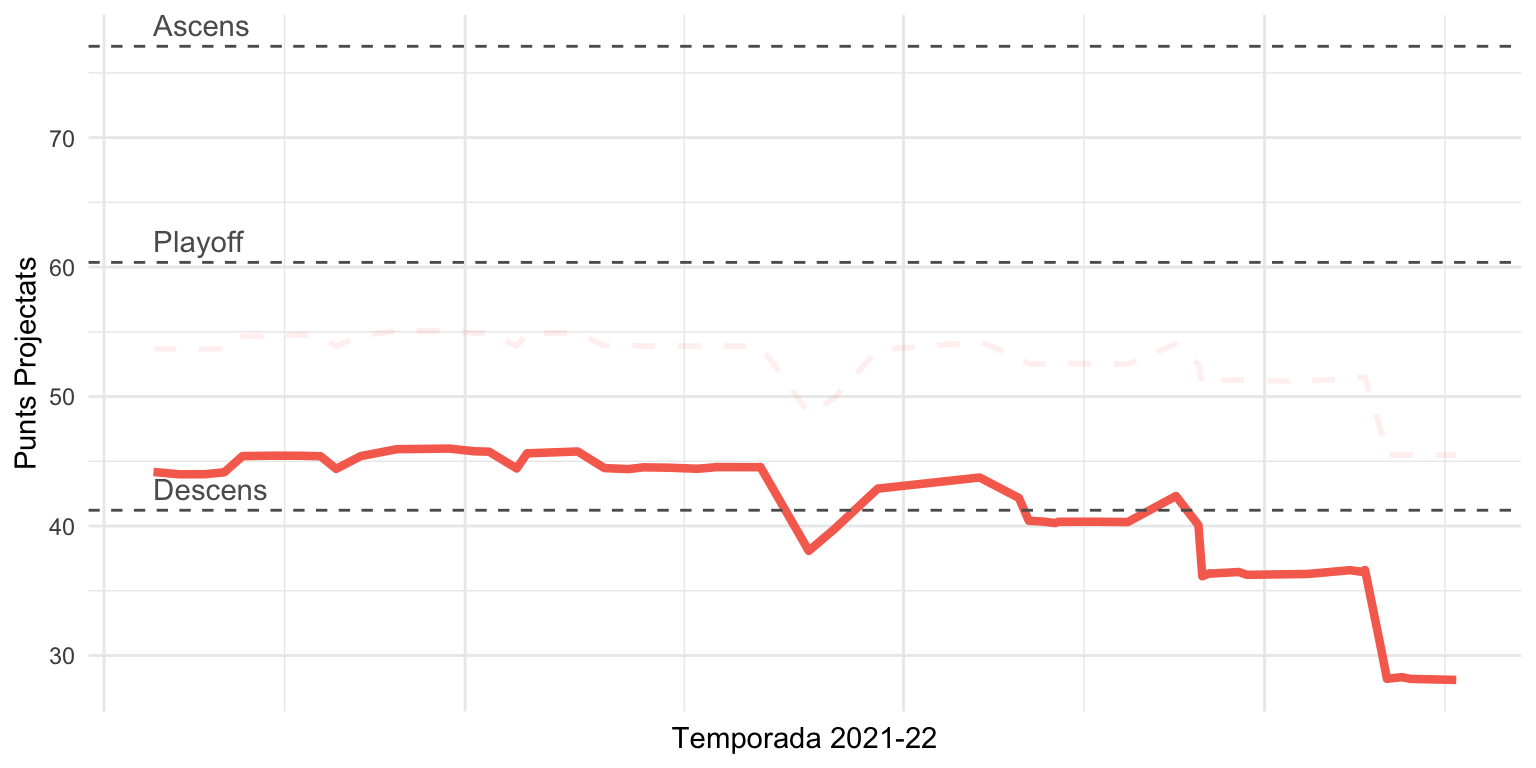 Ascens
70
Playoff
60
50
Descens
40
30
Punts Projectats
Temporada 2021-22